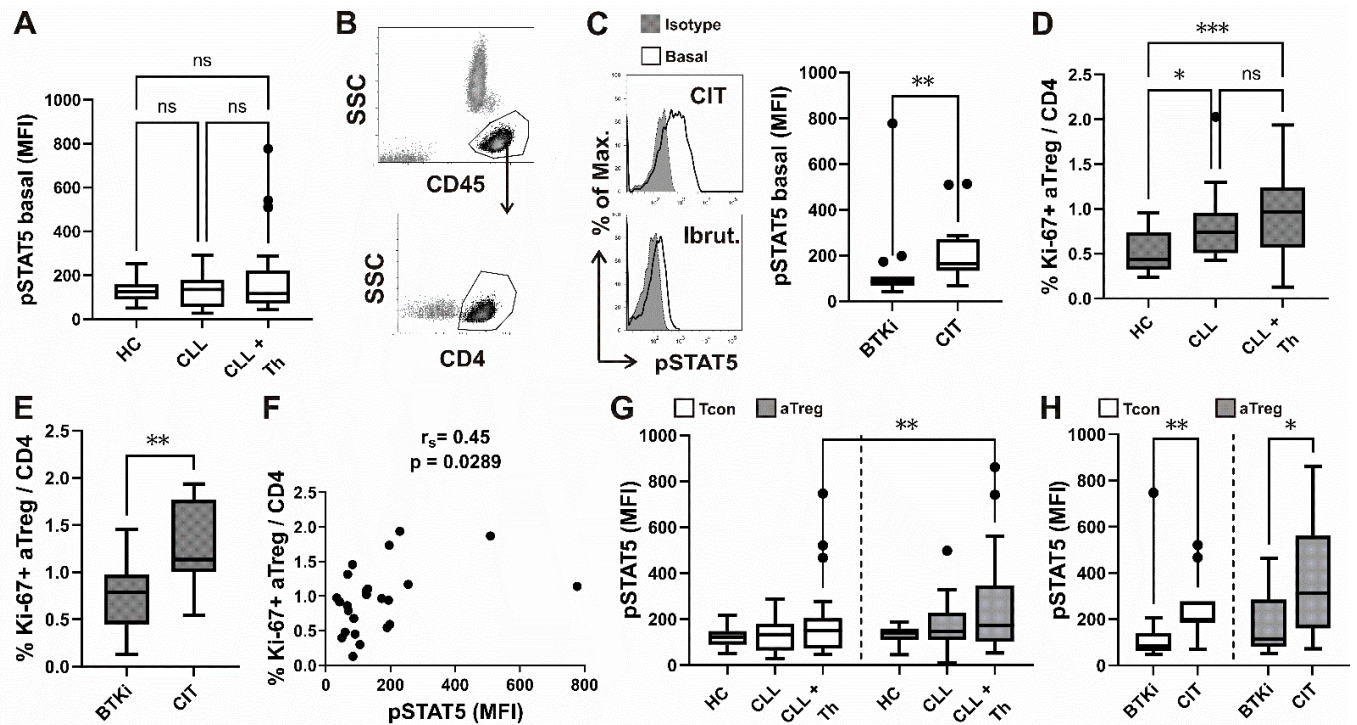 A
ns
ns
ns
pSTAT5 basal (MFI)
1000
800
600
400
200
0
HC
CLL
CLL +
Th
B
SSC
CD45
SSC
CD4
C
Isotype
Basal
CIT
Ibrut.
% of Max.
pSTAT5
**
pSTAT5 basal (MFI)
1000
800
600
400
200
0
BTKi
CIT
D
***
*
ns
% Ki-67+ aTreg / CD4
2.5
2.0
1.5
1.0
0.5
0.0
HC
CLL
CLL +
Th
E
**
% Ki-67+ aTreg / CD4
2.5
2.0
1.5
1.0
0.5
0.0
BTKi
CIT
F
rs= 0.45
p = 0.0289
% Ki-67+ aTreg / CD4
2.5
2.0
1.5
1.0
0.5
0.0
0
200
400
600
800
pSTAT5 (MFI)
G
Tcon
aTreg
**
pSTAT5 (MFI)
1000
800
600
400
200
0
HC
CLL
CLL +
Th
HC
CLL
CLL +
Th
H
Tcon
aTreg
**
*
pSTAT5 (MFI)
1000
800
600
400
200
0
BTKi
CIT
BTKi
CIT